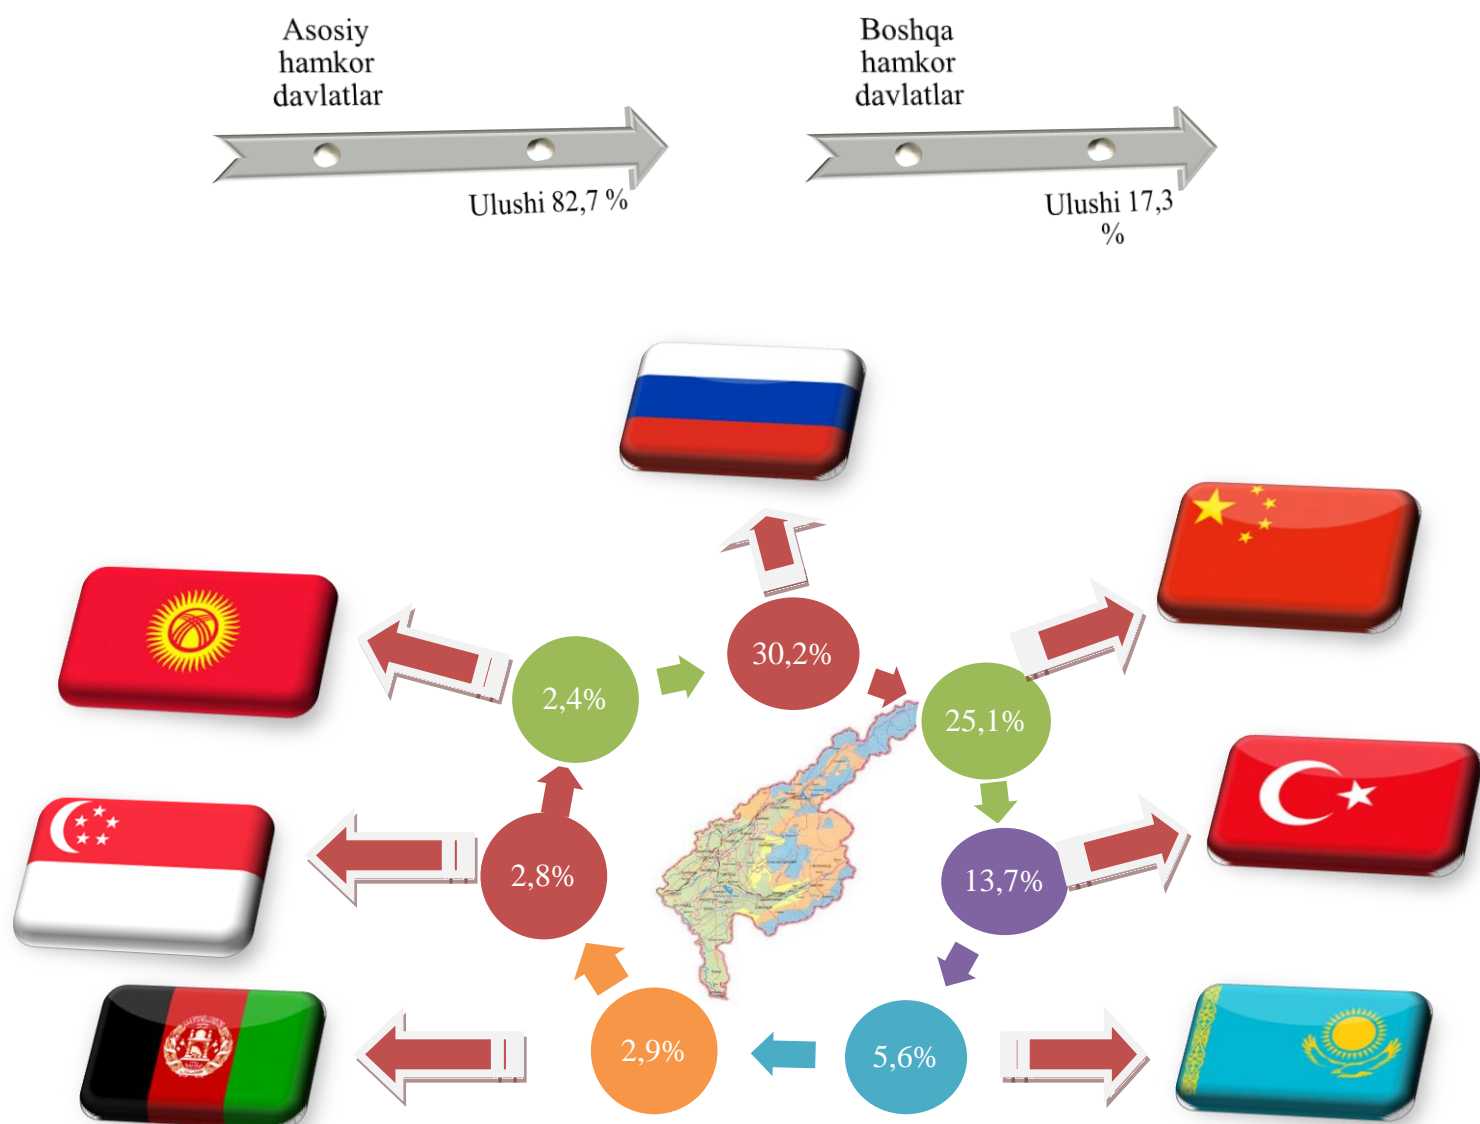 Asosiy
hamkor
davlatlar
Ulushi 82,7 %
Boshqa
hamkor
davlatlar
Ulushi 17,3
%
30,2%
25,1%
13,7%
5,6%
2,9%
2,8%
2,4%